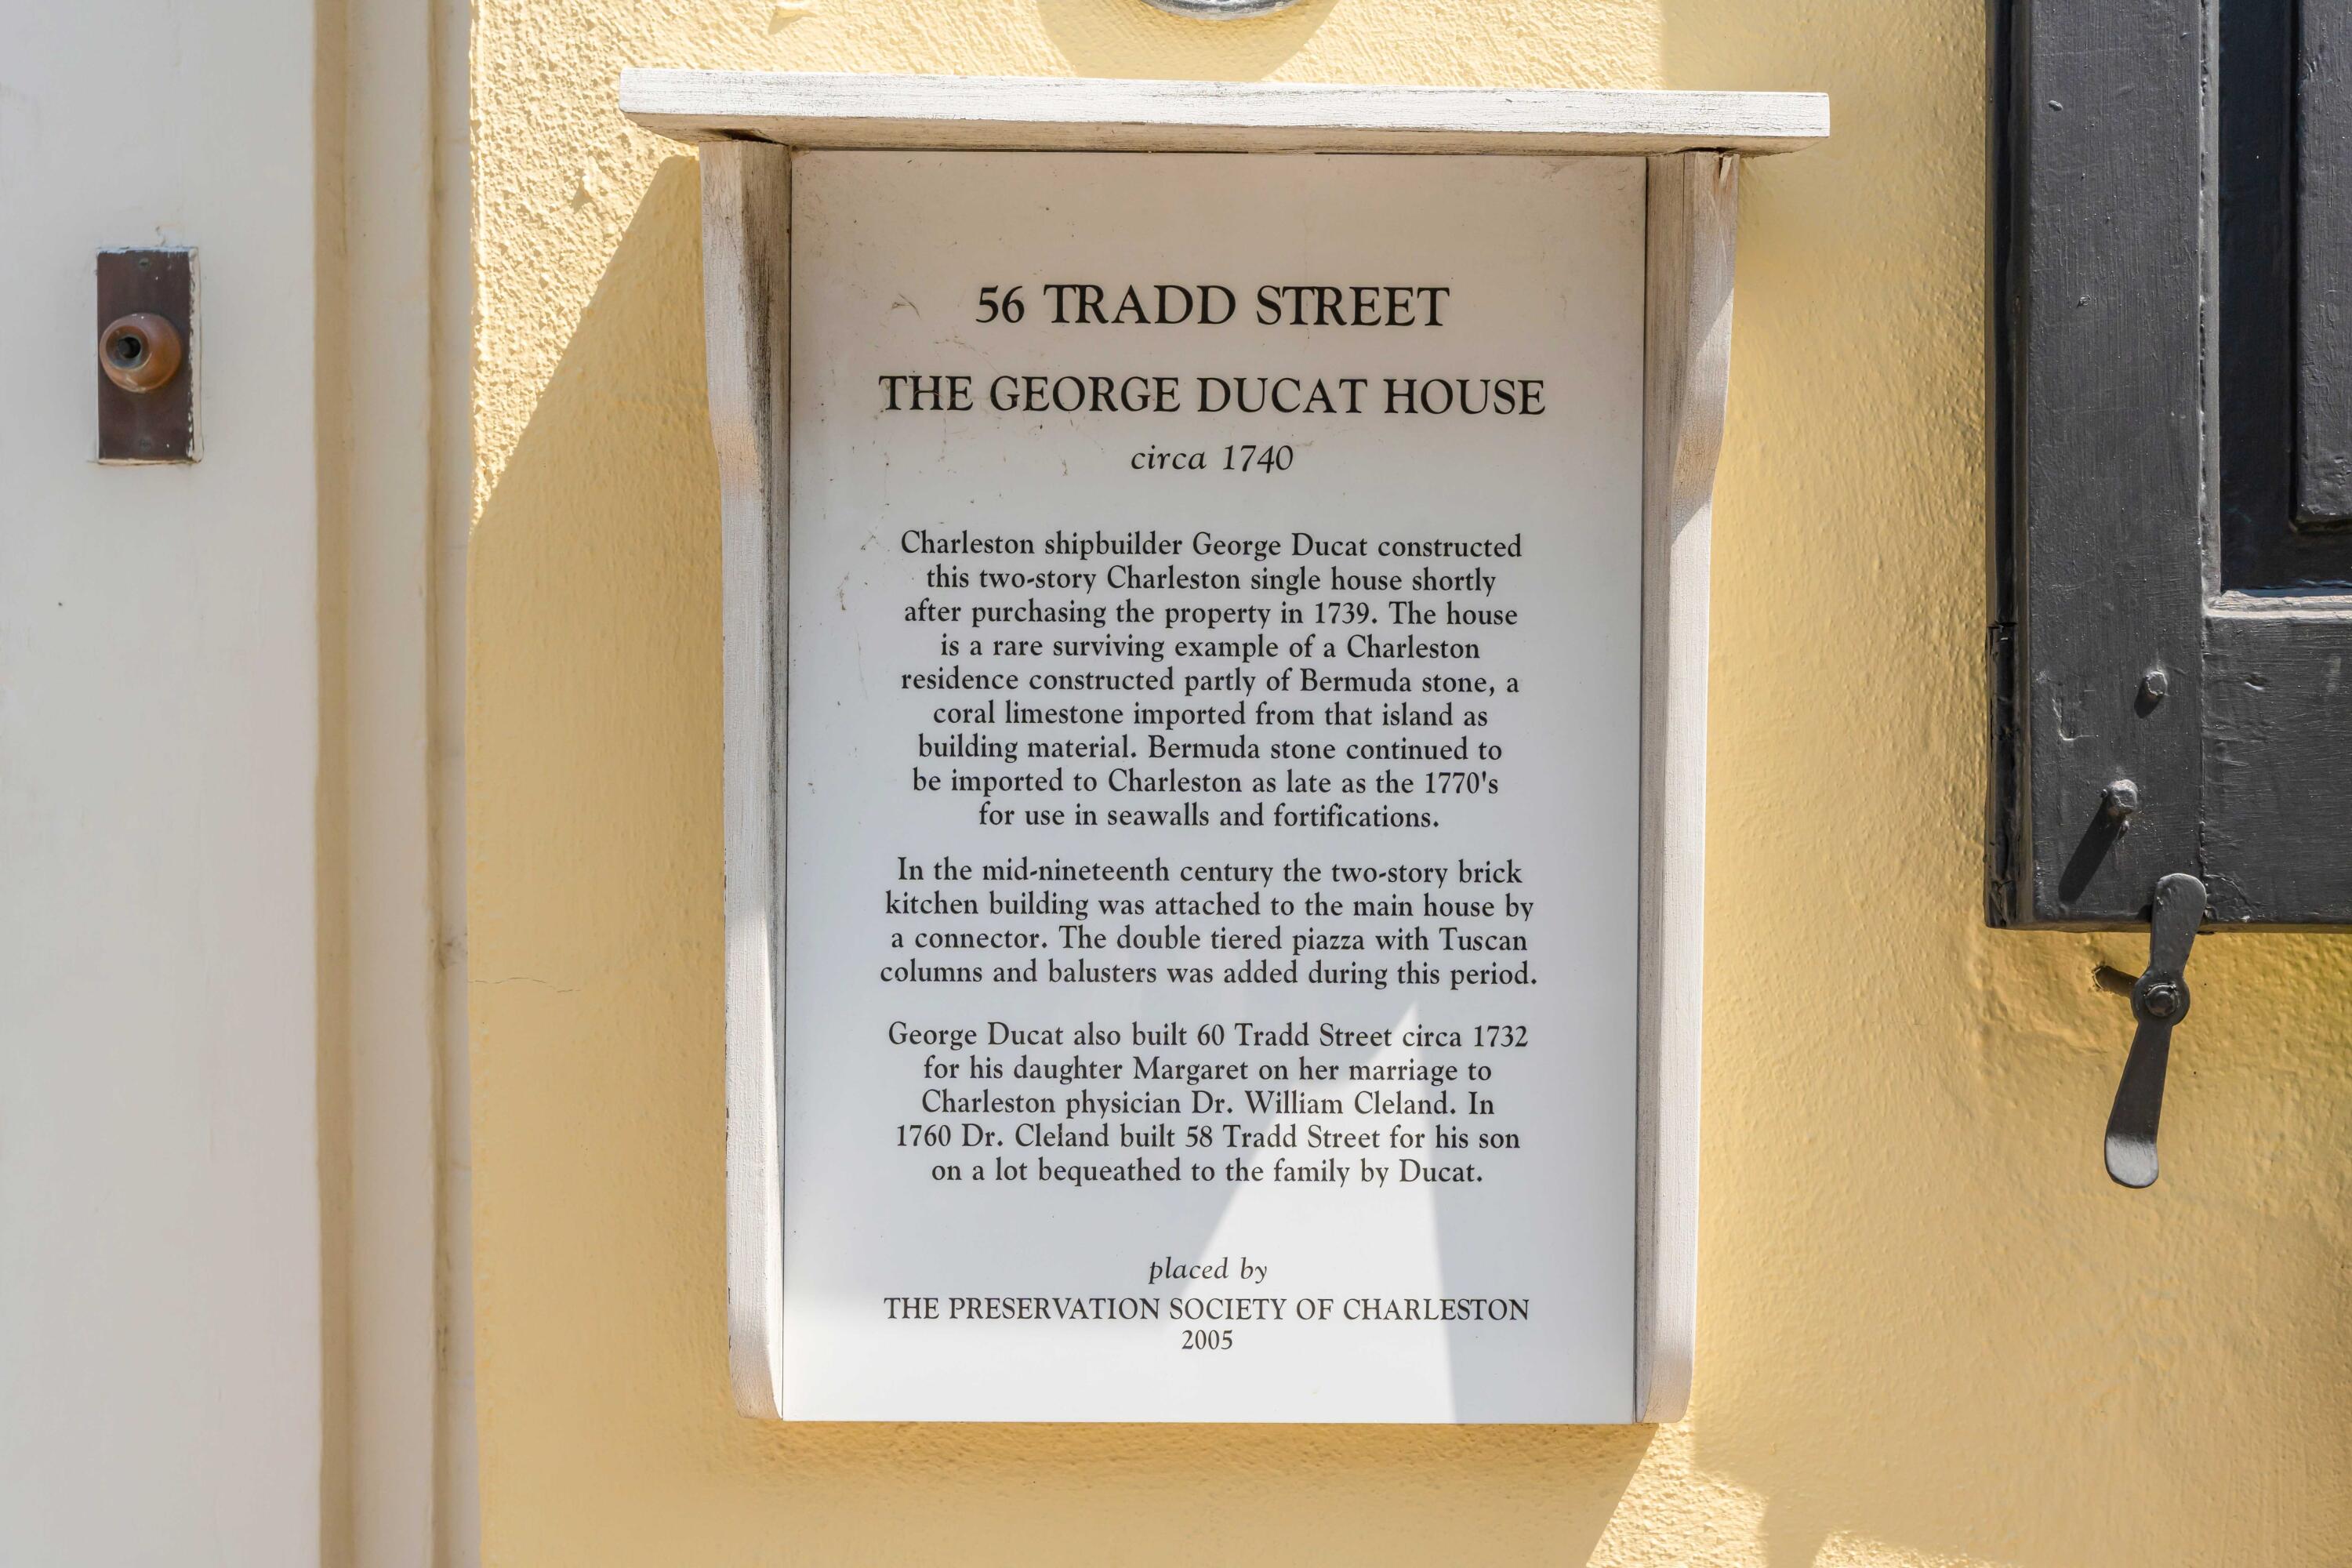 56 TRADD STREET
THE GEORGE DUCAT HOUSE
circa 1740
Charleston shipbuilder George Ducat constructed
this two-story Charleston single house shortly
after purchasing the property in 1739. The house
is a rare surviving example of a Charleston
residence constructed partly of Bermuda stone, a
coral limestone imported from that island as
building material. Bermuda stone continued to
be imported to Charleston as late as the 1770's
for use in seawalls and fortifications.
In the mid-nineteenth century the two-story brick
kitchen building was attached to the main house by
a connector. The double tiered piazza with Tuscan
columns and balusters was added during this period.
George Ducat also built 60 Tradd Street circa 1732
for his daughter Margaret on her marriage to
Charleston physician Dr. William Cleland. In
1760 Dr. Cleland built 58 Tradd Street for his son
on a lot bequeathed to the family by Ducat.
placed by
THE PRESERVATION SOCIETY OF CHARLESTON
2005